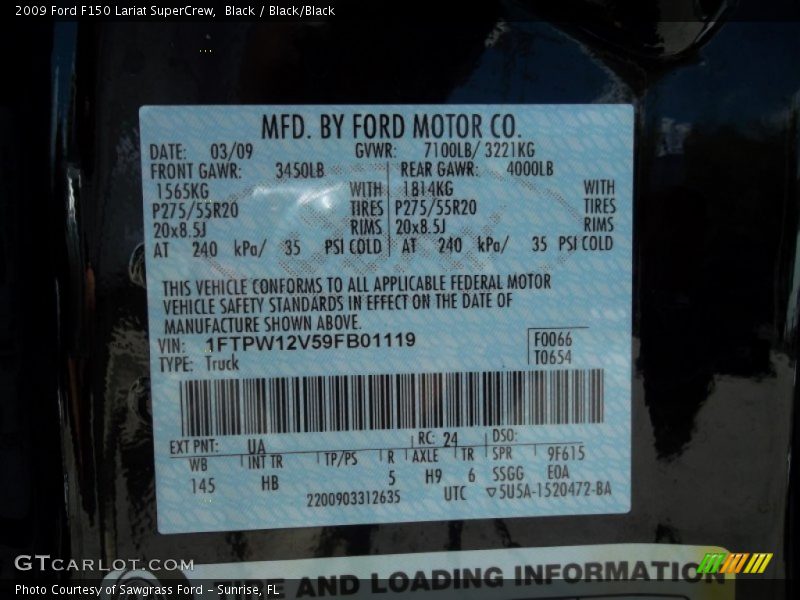 2009 Ford F150 Lariat SuperCrew, Black / Black/Black
MFD. BY FORD MOTOR CO.
DATE: 03/09 GVWR: 7100LB/ 3221KG
FRONT GAWR: 3450LB REAR GAWR: 4000LB
1565KG WITH 1814KG WITH
P275/55R20 TIRES P275/55R20 TIRES
20x8.5J RIMS 20x8.5J RIMS
AT 240 kPa/ 35 PSI COLD AT 240 kPa/ 35 PSI COLD
THIS VEHICLE CONFORMS TO ALL APPLICABLE FEDERAL MOTOR
VEHICLE SAFETY STANDARDS IN EFFECT ON THE DATE OF
MANUFACTURE SHOWN ABOVE.
VIN: 1FTPW12V59FB01119 F0066
TYPE: Truck T0654
EXT PNT: UA RC: 24 DSO:
WB INT TR TP/PS R AXLE TR SPR 9F615
145 HB 5 H9 6 SSGG EOA
2200903312635 UTC ▽5U5A-1520472-BA
TIRE AND LOADING INFORMATION
GTCARLOT.COM
Photo Courtesy of Sawgrass Ford - Sunrise, FL